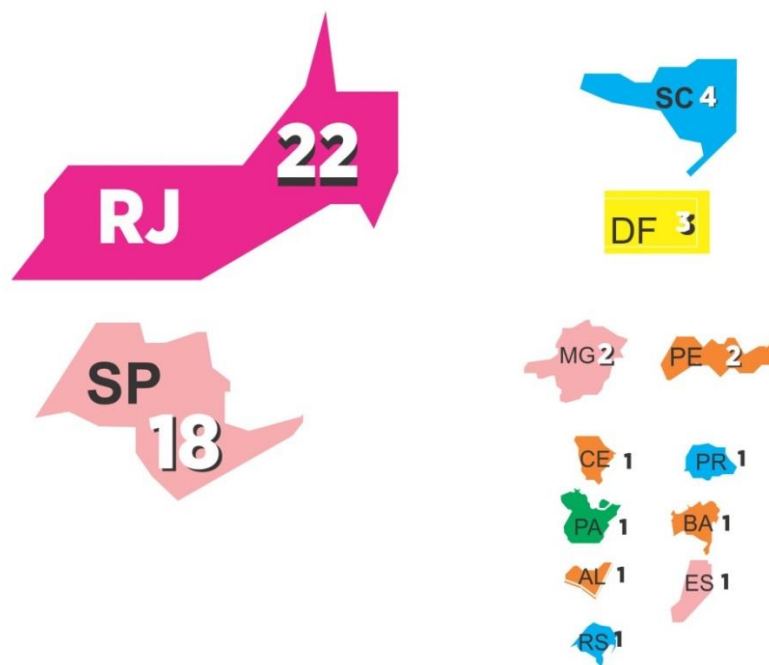 RJ 22
SC 4
DF 3
SP 18
MG 2
PE 2
CE 1
PR 1
PA 1
BA 1
AL 1
ES 1
RS 1